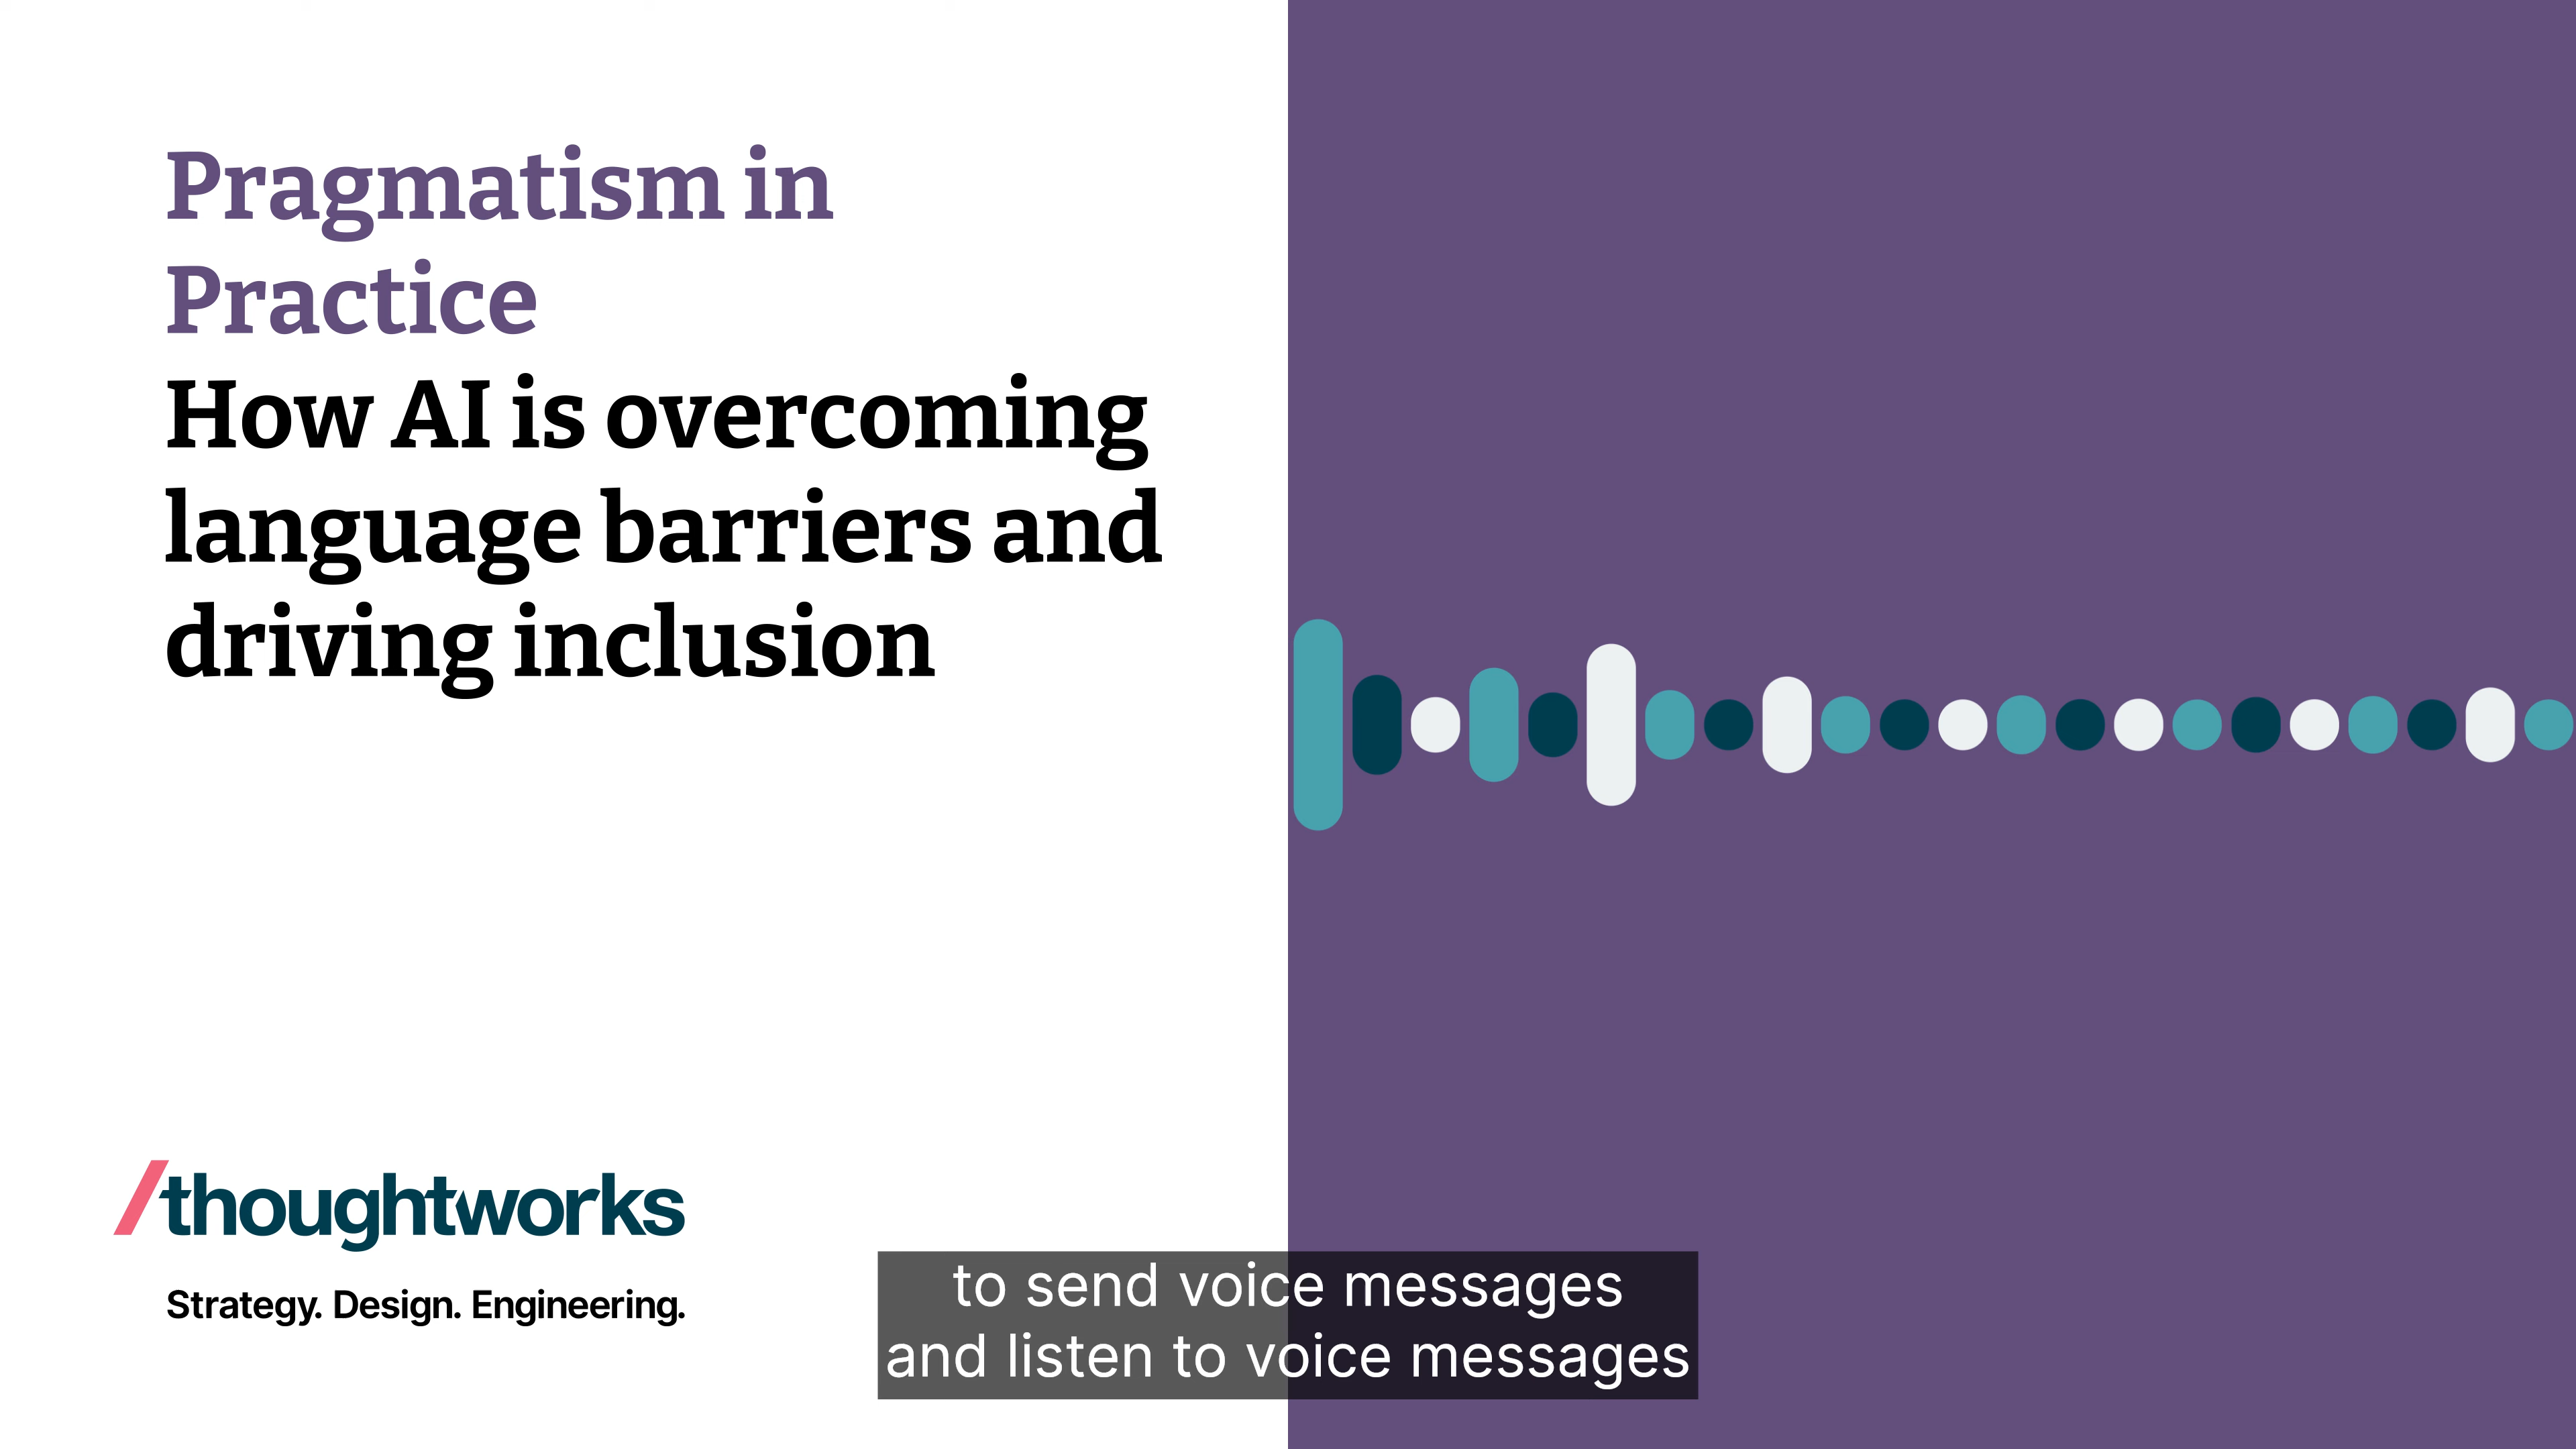 Pragmatism in
Practice
How AI is overcoming
language barriers and
driving inclusion
/thoughtworks
Strategy. Design. Engineering.
to send voice messages
and listen to voice messages